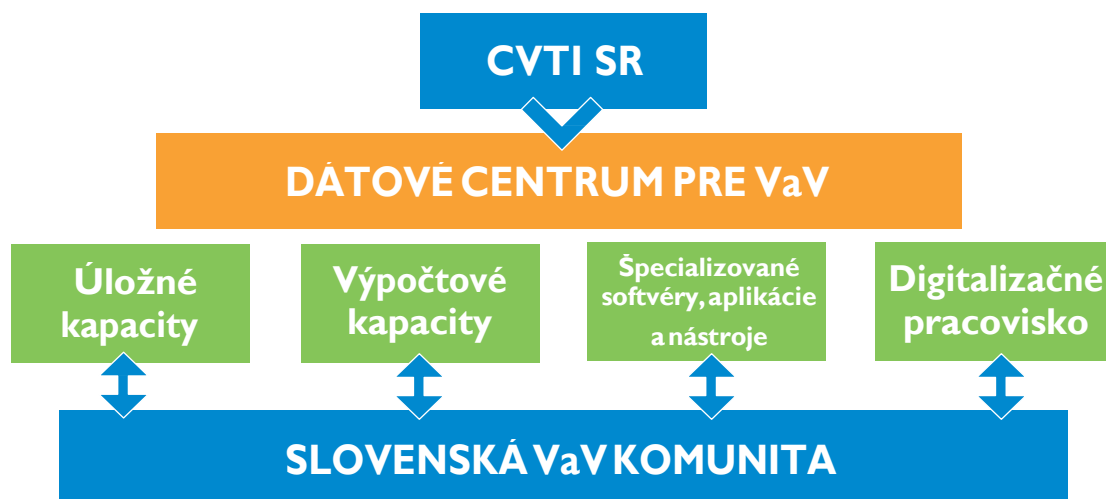 CVTI SR
DÁTOVÉ CENTRUM PRE VaV
Úložné
kapacity
Výpočtové
kapacity
Špecializované
softvéry, aplikácie
a nástroje
Digitalizačné
pracovisko
SLOVENSKÁ VaV KOMUNITA